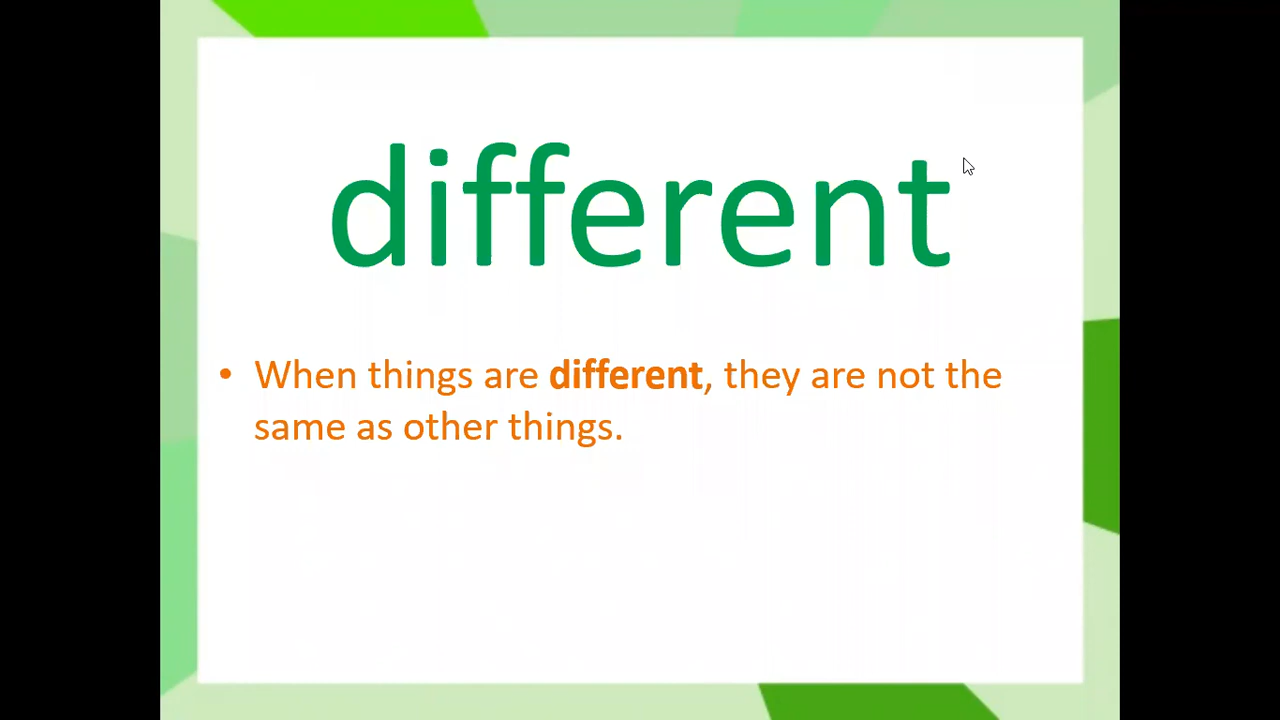 different
• When things are different, they are not the
same as other things.